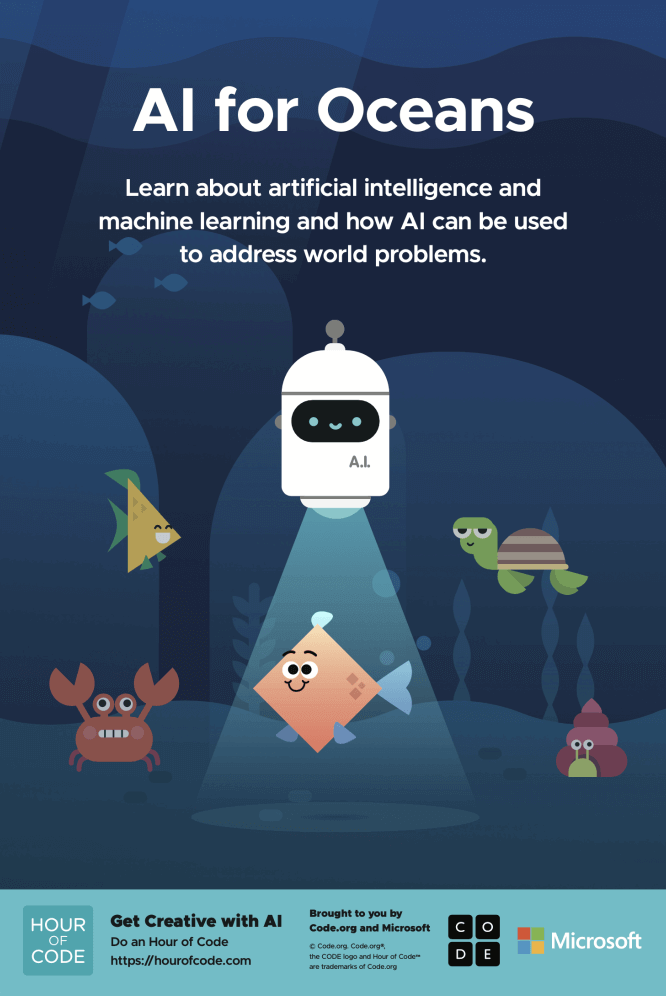 AI for Oceans
Learn about artificial intelligence and
machine learning and how AI can be used
to address world problems.
A.I.
HOUR
OF
CODE
Get Creative with AI
Do an Hour of Code
https://hourofcode.com
Brought to you by
Code.org and Microsoft
© Code.org. Code.org®,
the CODE logo and Hour of Code™
are trademarks of Code.org
C O
D E
Microsoft